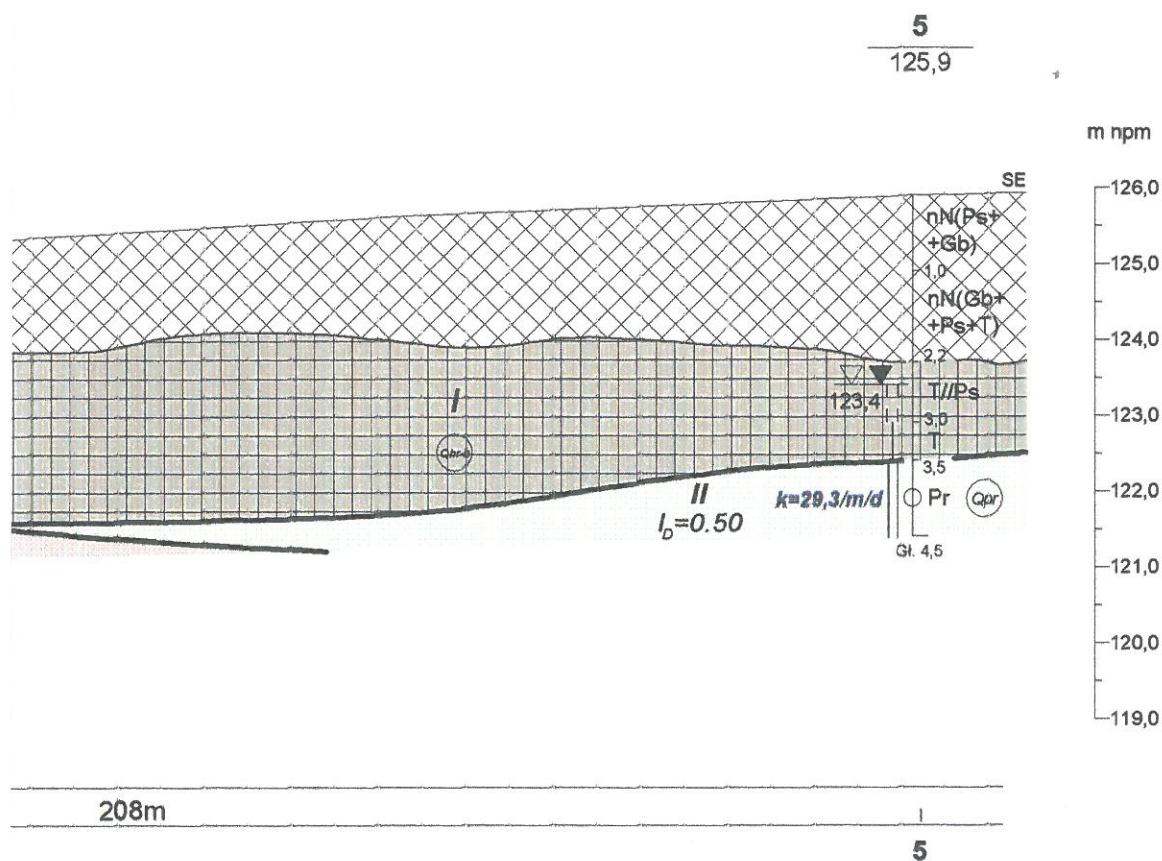 5
125,9
m npm
SE
126,0
nN(Ps+
+Gb)
125,0
1,0
nN(Gb+
+Ps+T)
124,0
2,2
T//Ps
123,4
123,0
3,0
I
T
3,5
122,0
II
I_D=0.50
k=29,3/m/d
Pr
Qpr
Gł. 4,5
121,0
120,0
119,0
208m
5